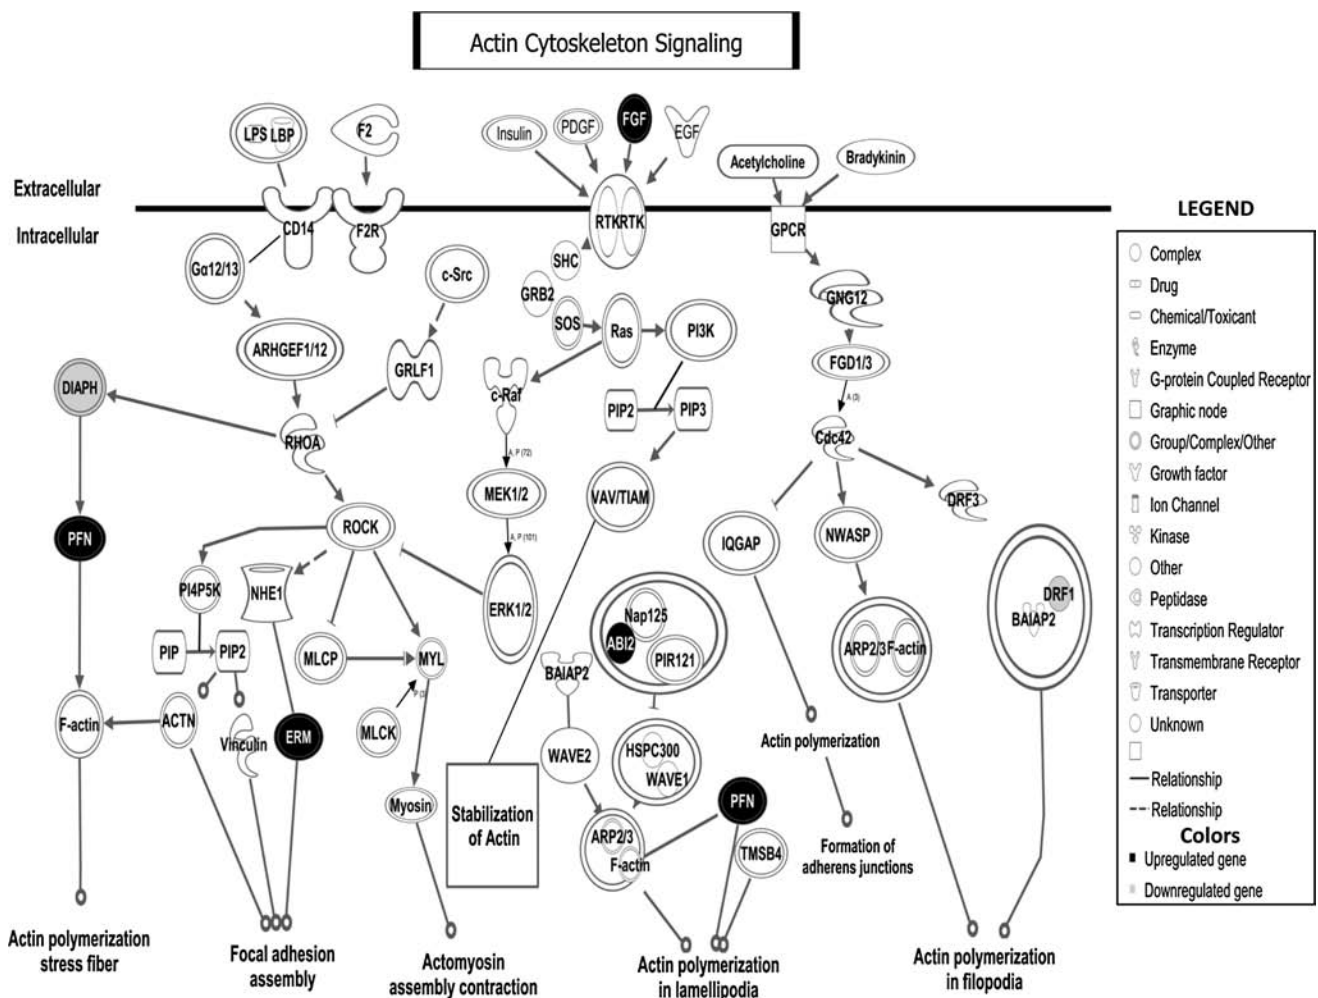 Actin Cytoskeleton Signaling
LPS LBP
F2
Insulin
PDGF
FGF
EGF
Acetylcholine
Bradykinin
Extracellular
Intracellular
CD14
F2R
RTK RTK
GPCR
Gα12/13
c-Src
SHC
GRB2
SOS
Ras
PI3K
GNG12
ARHGEF1/12
GRLF1
FGD1/3
DIAPH
c-Raf
PIP2
PIP3
A (3)
RHOA
Cdc42
A, P (72)
MEK1/2
VAV/TIAM
DRF3
PFN
ROCK
A, P (101)
IQGAP
NWASP
PI4P5K
NHE1
ERK1/2
Nap125
ABI2
PIR121
DRF1
BAIAP2
PIP
PIP2
MLCP
MYL
BAIAP2
ARP2/3 F-actin
F-actin
ACTN
Vinculin
ERM
MLCK
WAVE2
HSPC300
WAVE1
Actin polymerization
Myosin
Stabilization
of Actin
PFN
ARP2/3
F-actin
TMSB4
Formation of
adherens junctions
Actin polymerization
stress fiber
Focal adhesion
assembly
Actomyosin
assembly contraction
Actin polymerization
in lamellipodia
Actin polymerization
in filopodia
LEGEND
Complex
Drug
Chemical/Toxicant
Enzyme
G-protein Coupled Receptor
Graphic node
Group/Complex/Other
Growth factor
Ion Channel
Kinase
Other
Peptidase
Transcription Regulator
Transmembrane Receptor
Transporter
Unknown
Relationship
Relationship
Colors
Upregulated gene
Downregulated gene